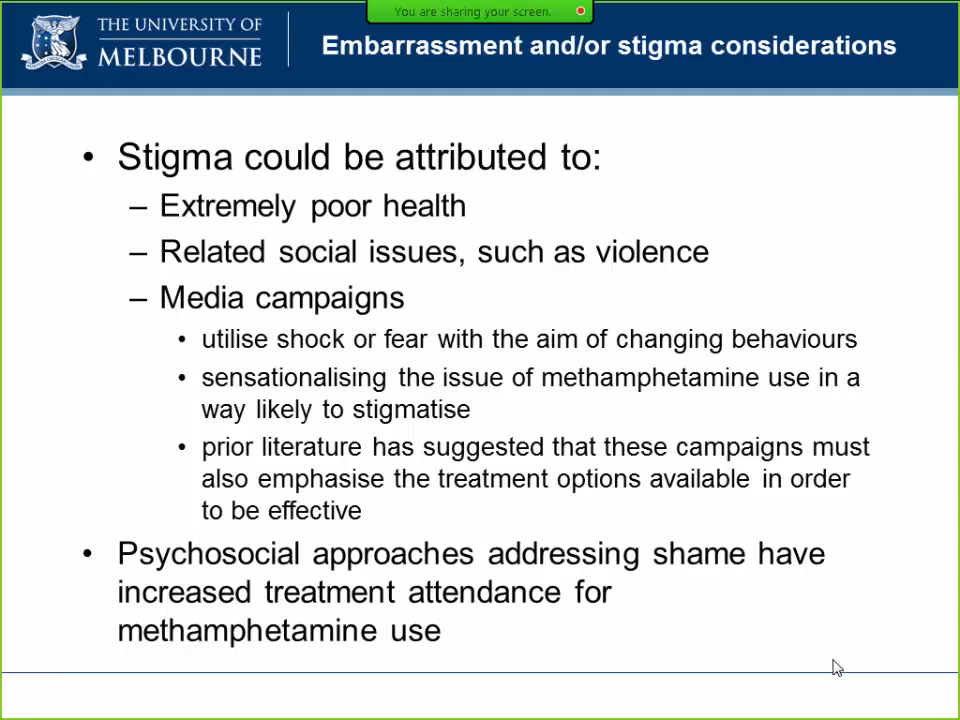 You are sharing your screen.
THE UNIVERSITY OF
MELBOURNE
Embarrassment and/or stigma considerations
• Stigma could be attributed to:
– Extremely poor health
– Related social issues, such as violence
– Media campaigns
• utilise shock or fear with the aim of changing behaviours
• sensationalising the issue of methamphetamine use in a
way likely to stigmatise
• prior literature has suggested that these campaigns must
also emphasise the treatment options available in order
to be effective
• Psychosocial approaches addressing shame have
increased treatment attendance for
methamphetamine use